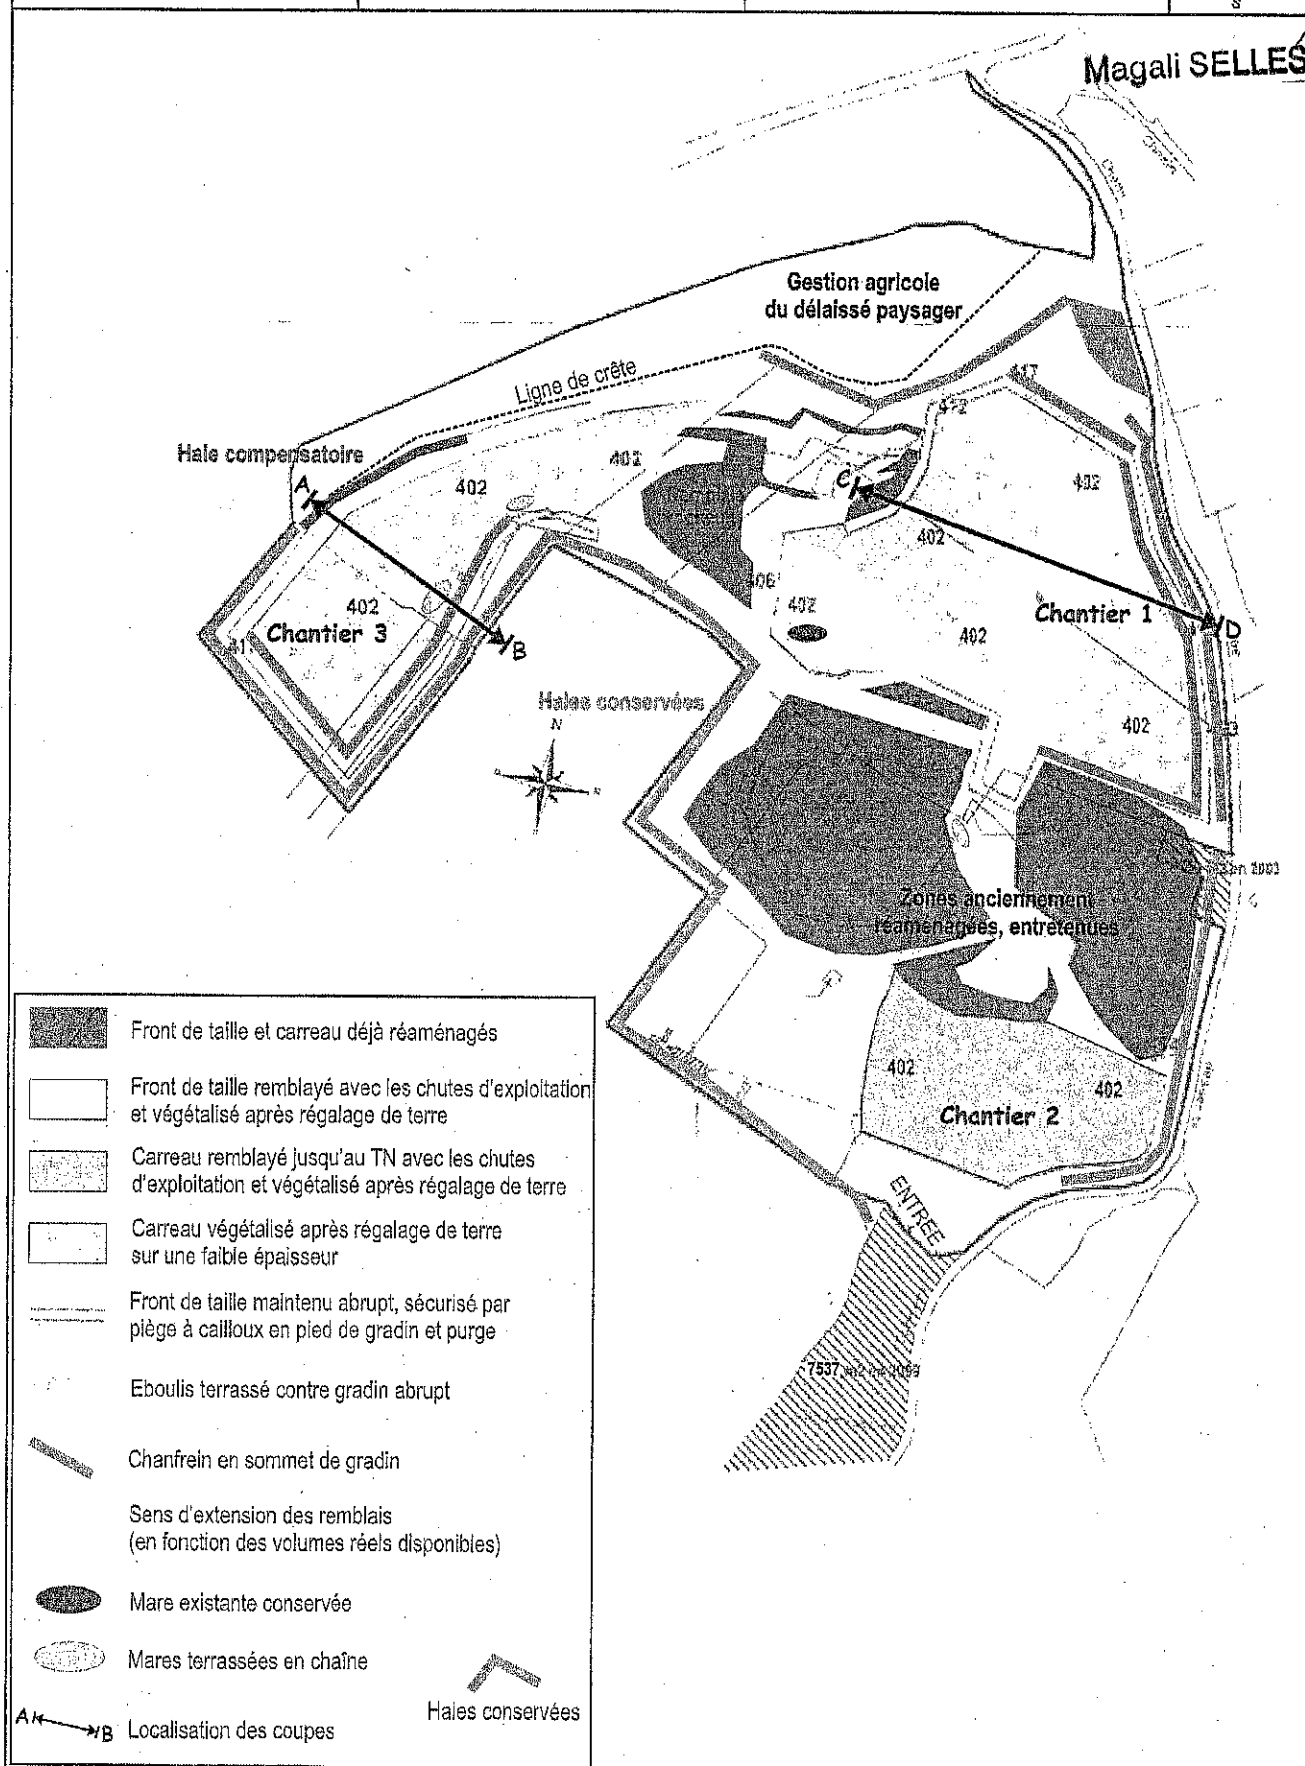 Magali SELLES
Chemin
Gestion agricole
du délaissé paysager
Ligne de crête
Haie compensatoire
A
402
402
C
412
417
402
402
402
Chantier 3
B
406
402
402
Chantier 1
D
Haies conservées
N
402
Zones anciennement
réaménagées, entretenues
402
402
Chantier 2
ENTRÉE
Front de taille et carreau déjà réaménagés
Front de taille remblayé avec les chutes d'exploitation
et végétalisé après régalage de terre
Carreau remblayé jusqu'au TN avec les chutes
d'exploitation et végétalisé après régalage de terre
Carreau végétalisé après régalage de terre
sur une faible épaisseur
Front de taille maintenu abrupt, sécurisé par
piège à cailloux en pied de gradin et purge
Eboulis terrassé contre gradin abrupt
Chanfrein en sommet de gradin
Sens d'extension des remblais
(en fonction des volumes réels disponibles)
Mare existante conservée
Mares terrassées en chaîne
Haies conservées
A B Localisation des coupes